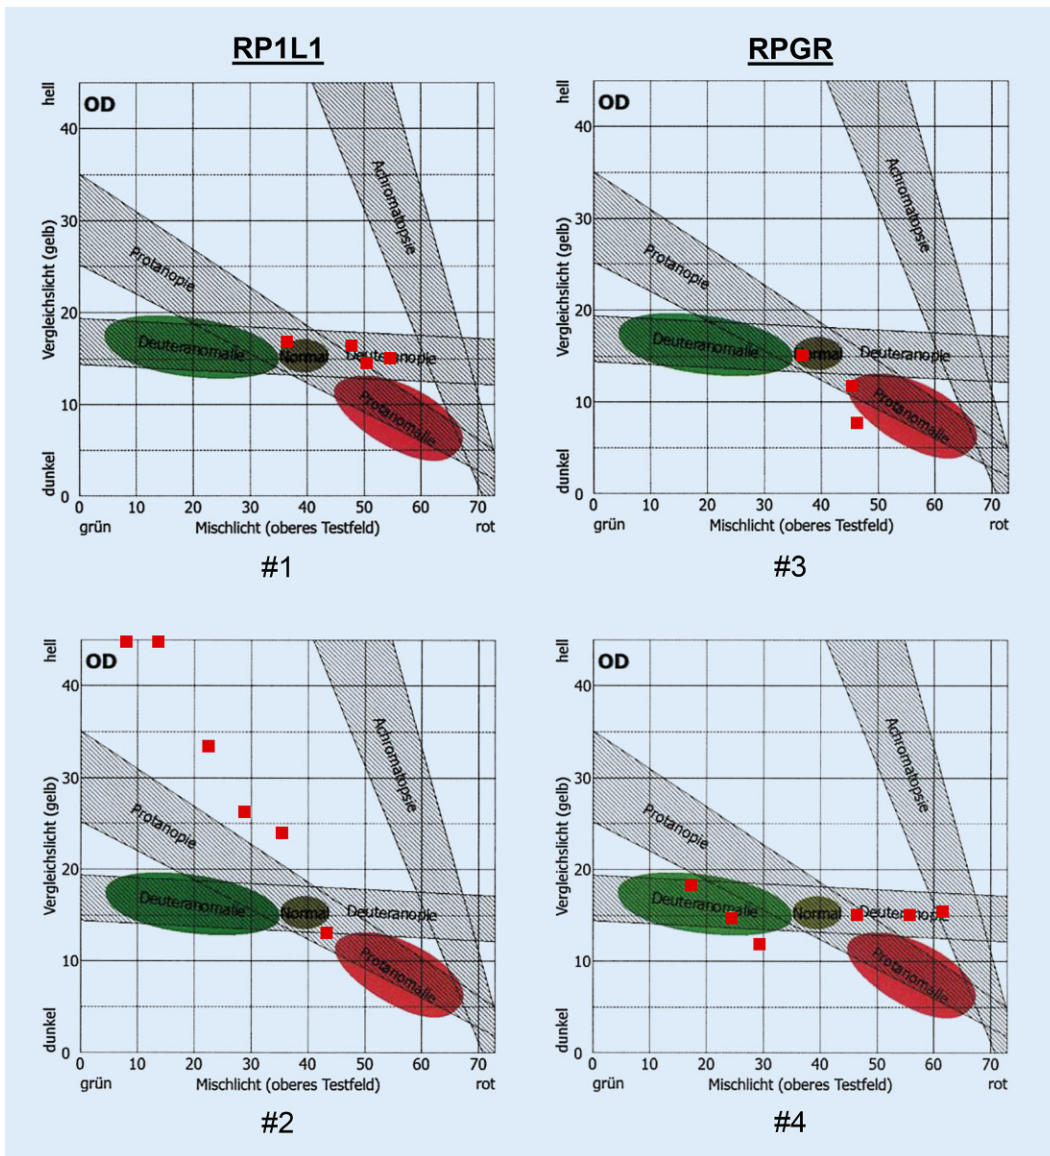 RP1L1
RPGR
hell
OD
40
30
20
10
0
dunkel
Vergleichslicht (gelb)
Protanopie
Achromatopsie
Deuteranomalie
Normal
Deuteranopie
Protanomalie
0 10 20 30 40 50 60 70
grün Mischlicht (oberes Testfeld) rot
#1
hell
OD
40
30
20
10
0
dunkel
Vergleichslicht (gelb)
Protanopie
Achromatopsie
Deuteranomalie
Normal
Deuteranopie
Protanomalie
0 10 20 30 40 50 60 70
grün Mischlicht (oberes Testfeld) rot
#3
hell
OD
40
30
20
10
0
dunkel
Vergleichslicht (gelb)
Protanopie
Achromatopsie
Deuteranomalie
Normal
Deuteranopie
Protanomalie
0 10 20 30 40 50 60 70
grün Mischlicht (oberes Testfeld) rot
#2
hell
OD
40
30
20
10
0
dunkel
Vergleichslicht (gelb)
Protanopie
Achromatopsie
Deuteranomalie
Normal
Deuteranopie
Protanomalie
0 10 20 30 40 50 60 70
grün Mischlicht (oberes Testfeld) rot
#4